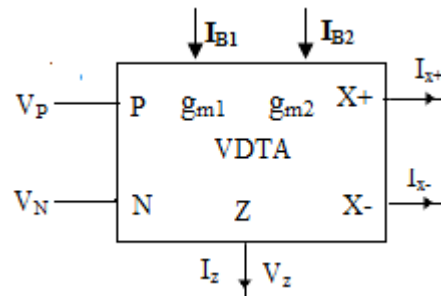 I_B1 I_B2
I_x+
V_P P g_m1 g_m2 X+
VDTA
I_x-
V_N N Z X-
I_z V_z